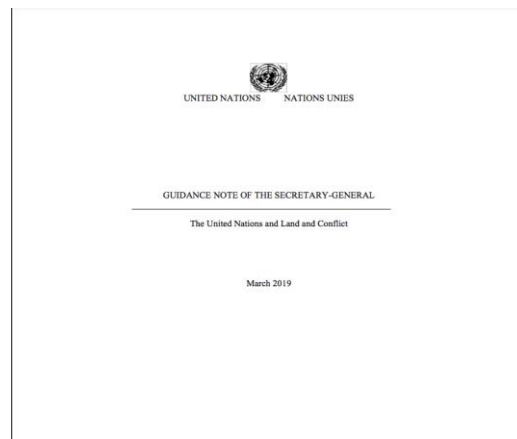 UNITED NATIONS NATIONS UNIES
GUIDANCE NOTE OF THE SECRETARY-GENERAL
The United Nations and Land and Conflict
March 2019